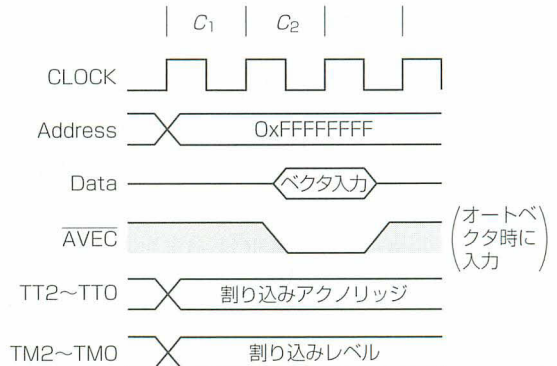 C1 C2
CLOCK
Address 0xFFFFFFFF
Data ベクタ入力
AVEC
(オートベクタ時に入力)
TT2～TT0 割り込みアクノリッジ
TM2～TM0 割り込みレベル